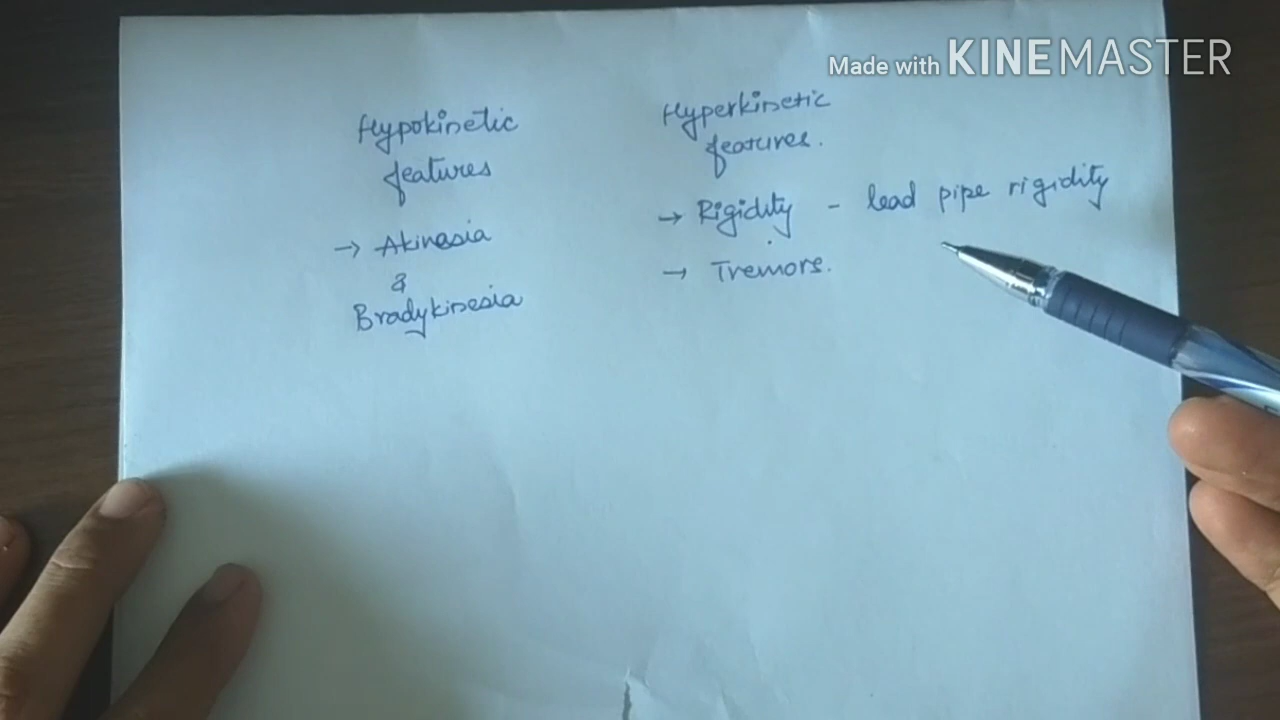 Made with KINEMASTER
Hypokinetic
features
→ Akinesia
&
Bradykinesia
Hyperkinetic
features.
→ Rigidity - lead pipe rigidity
→ Tremors.